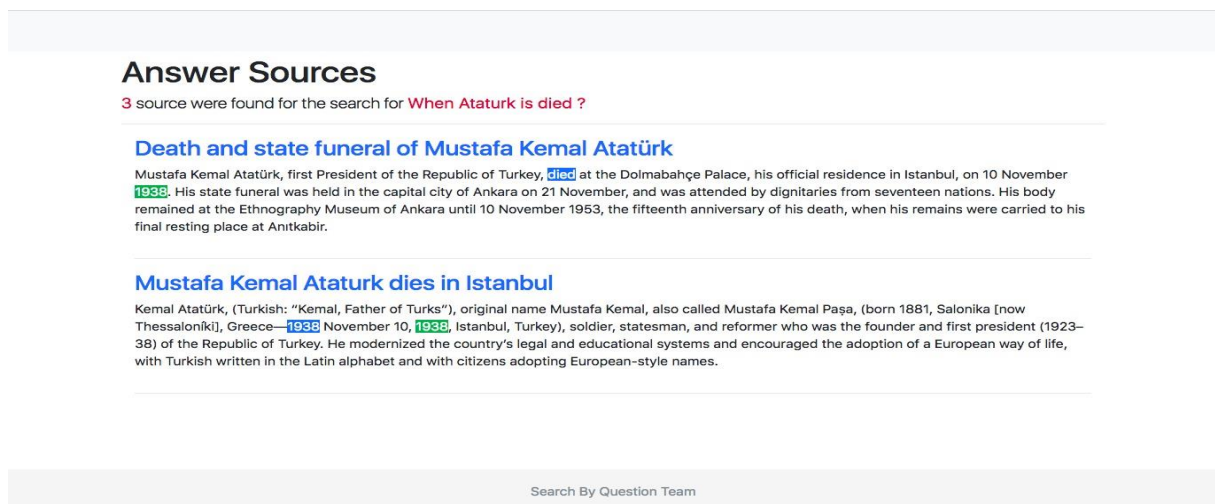 Answer Sources
3 source were found for the search for When Ataturk is died ?
Death and state funeral of Mustafa Kemal Atatürk
Mustafa Kemal Atatürk, first President of the Republic of Turkey, died at the Dolmabahçe Palace, his official residence in Istanbul, on 10 November
1938. His state funeral was held in the capital city of Ankara on 21 November, and was attended by dignitaries from seventeen nations. His body
remained at the Ethnography Museum of Ankara until 10 November 1953, the fifteenth anniversary of his death, when his remains were carried to his
final resting place at Anıtkabir.
Mustafa Kemal Ataturk dies in Istanbul
Kemal Atatürk, (Turkish: “Kemal, Father of Turks”), original name Mustafa Kemal, also called Mustafa Kemal Paşa, (born 1881, Salonika [now
Thessaloníki], Greece—1938 November 10, 1938, Istanbul, Turkey), soldier, statesman, and reformer who was the founder and first president (1923–
38) of the Republic of Turkey. He modernized the country’s legal and educational systems and encouraged the adoption of a European way of life,
with Turkish written in the Latin alphabet and with citizens adopting European-style names.
Search By Question Team